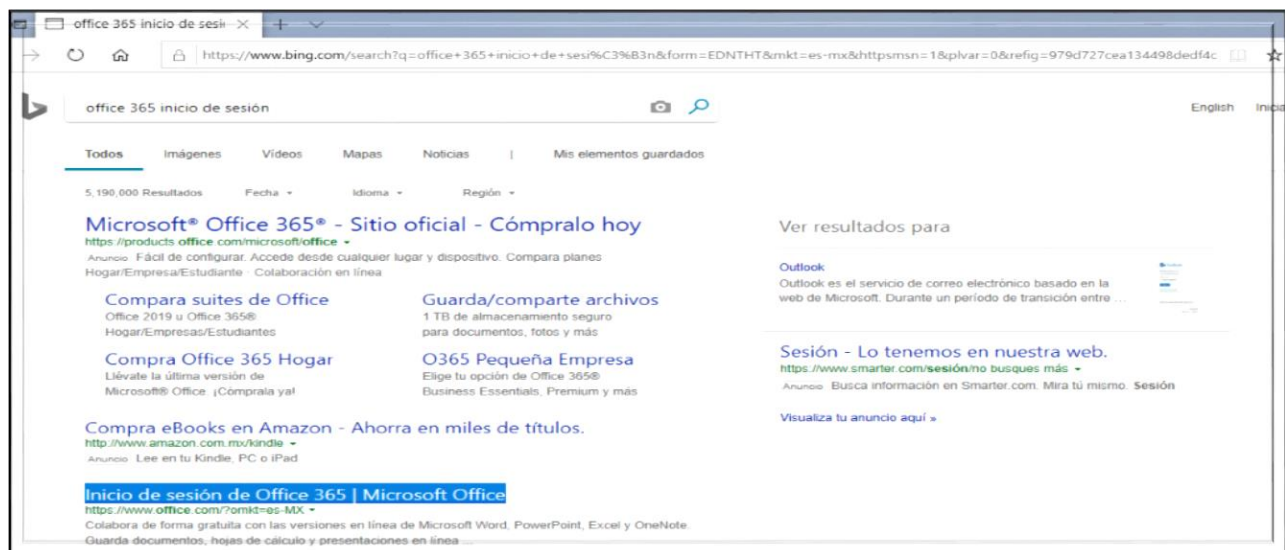 office 365 inicio de sesi
https://www.bing.com/search?q=office+365+inicio+de+sesi%C3%B3n&form=EDNTHT&mkt=es-mx&httpsmsn=1&plvar=0&refig=979d727cea134498dedf4c
office 365 inicio de sesión
English Inicia
Todos Imágenes Vídeos Mapas Noticias | Mis elementos guardados
5,190,000 Resultados Fecha Idioma Región
Microsoft® Office 365® - Sitio oficial - Cómpralo hoy
https://products.office.com/microsoft/office
Anuncio Fácil de configurar. Accede desde cualquier lugar y dispositivo. Compara planes
Hogar/Empresa/Estudiante · Colaboración en línea
Compara suites de Office
Office 2019 u Office 365®
Hogar/Empresas/Estudiantes
Guarda/comparte archivos
1 TB de almacenamiento seguro
para documentos, fotos y más
Compra Office 365 Hogar
Llévate la última versión de
Microsoft® Office. ¡Cómprala ya!
O365 Pequeña Empresa
Elige tu opción de Office 365®
Business Essentials, Premium y más
Compra eBooks en Amazon - Ahorra en miles de títulos.
http://www.amazon.com.mx/kindle
Anuncio Lee en tu Kindle, PC o iPad
Inicio de sesión de Office 365 | Microsoft Office
https://www.office.com/?omkt=es-MX
Colabora de forma gratuita con las versiones en línea de Microsoft Word, PowerPoint, Excel y OneNote.
Guarda documentos, hojas de cálculo y presentaciones en línea ...
Ver resultados para
Outlook
Outlook es el servicio de correo electrónico basado en la
web de Microsoft. Durante un período de transición entre ...
Sesión - Lo tenemos en nuestra web.
https://www.smarter.com/sesión/no busques más
Anuncio Busca información en Smarter.com. Mira tú mismo. Sesión
Visualiza tu anuncio aquí »